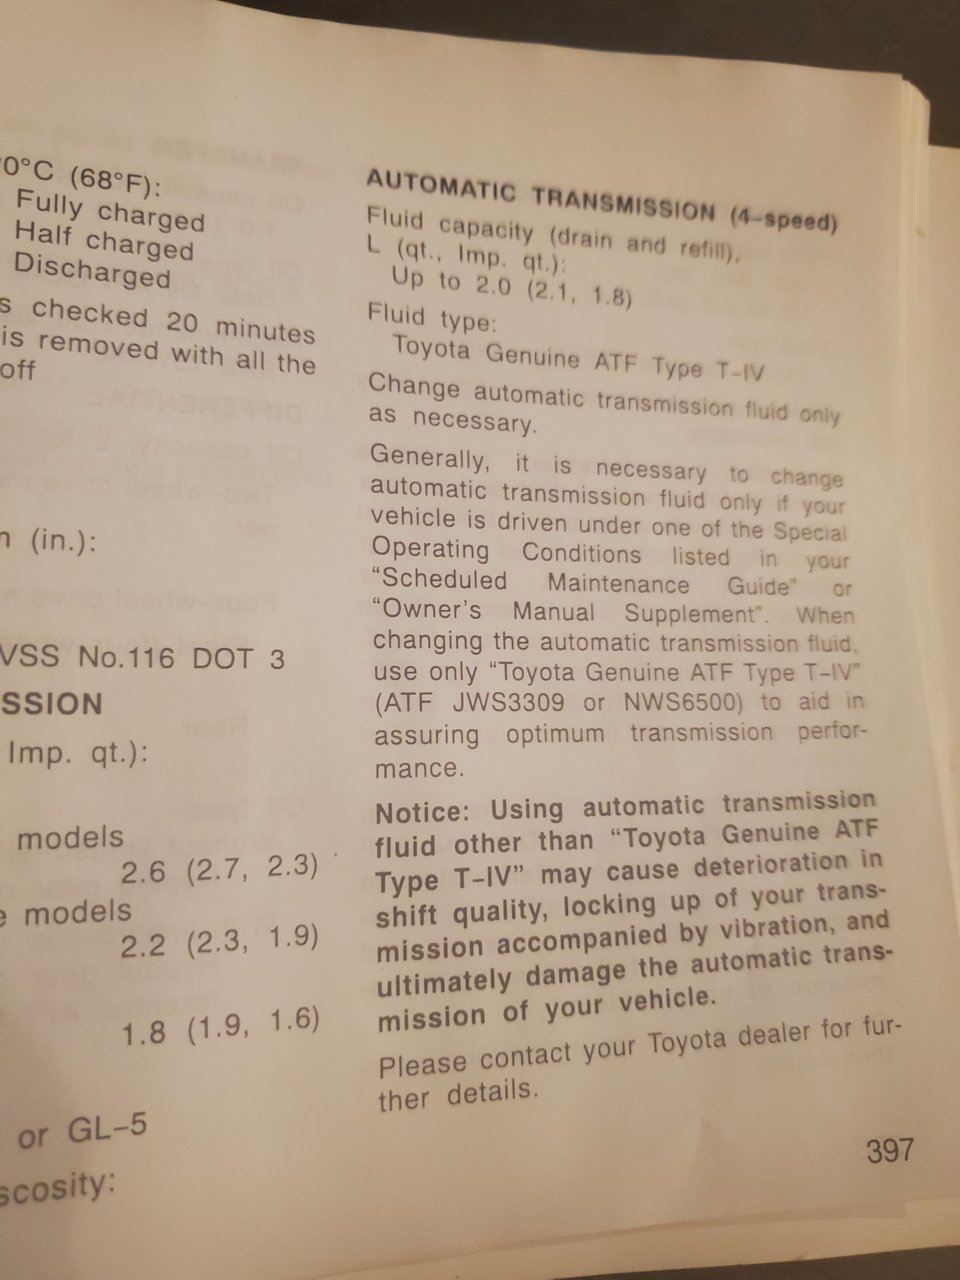 0°C (68°F):
Fully charged
Half charged
Discharged
s checked 20 minutes
is removed with all the
off
n (in.):
VSS No.116 DOT 3
SSION
Imp. qt.):
models
2.6 (2.7, 2.3)
e models
2.2 (2.3, 1.9)
1.8 (1.9, 1.6)
or GL–5
scosity:
AUTOMATIC TRANSMISSION (4–speed)
Fluid capacity (drain and refill),
L (qt., Imp. qt.):
Up to 2.0 (2.1, 1.8)
Fluid type:
Toyota Genuine ATF Type T–IV
Change automatic transmission fluid only
as necessary.
Generally, it is necessary to change
automatic transmission fluid only if your
vehicle is driven under one of the Special
Operating Conditions listed in your
“Scheduled Maintenance Guide” or
“Owner’s Manual Supplement”. When
changing the automatic transmission fluid,
use only “Toyota Genuine ATF Type T–IV”
(ATF JWS3309 or NWS6500) to aid in
assuring optimum transmission perfor-
mance.
Notice: Using automatic transmission
fluid other than “Toyota Genuine ATF
Type T–IV” may cause deterioration in
shift quality, locking up of your trans-
mission accompanied by vibration, and
ultimately damage the automatic trans-
mission of your vehicle.
Please contact your Toyota dealer for fur-
ther details.
397